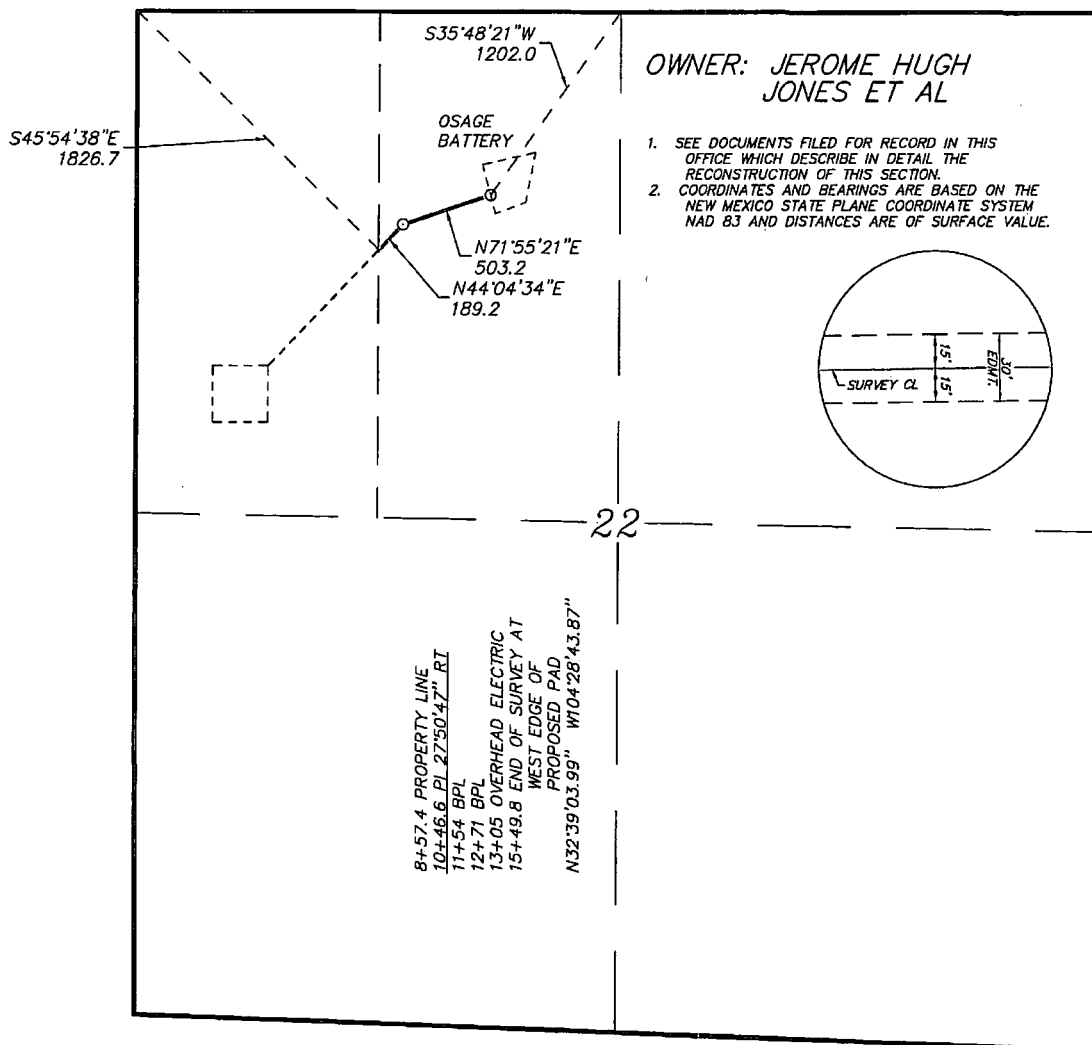 S35°48'21"W
1202.0
OWNER: JEROME HUGH
JONES ET AL
S45°54'38"E
1826.7
OSAGE
BATTERY
1. SEE DOCUMENTS FILED FOR RECORD IN THIS
OFFICE WHICH DESCRIBE IN DETAIL THE
RECONSTRUCTION OF THIS SECTION.
2. COORDINATES AND BEARINGS ARE BASED ON THE
NEW MEXICO STATE PLANE COORDINATE SYSTEM
NAD 83 AND DISTANCES ARE OF SURFACE VALUE.
N71°55'21"E
503.2
N44°04'34"E
189.2
15'
15'
30'
EDMT.
SURVEY CL
22
8+57.4 PROPERTY LINE
10+46.6 PI 27°50'47" RT
11+54 BPL
12+71 BPL
13+05 OVERHEAD ELECTRIC
15+49.8 END OF SURVEY AT
WEST EDGE OF
PROPOSED PAD
N32°39'03.99" W104°28'43.87"